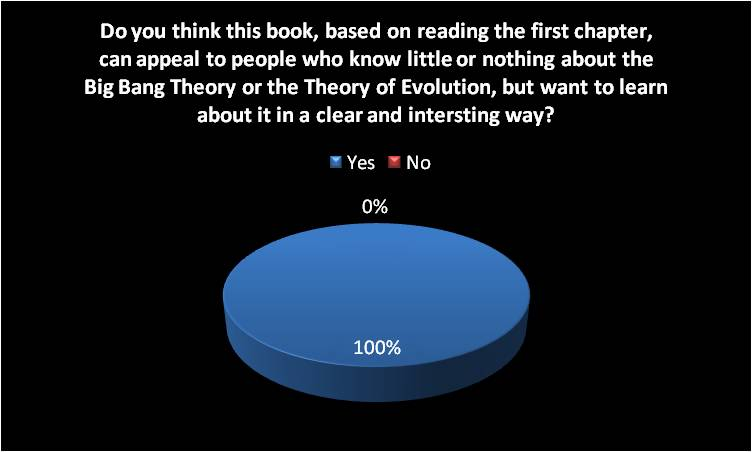 Do you think this book, based on reading the first chapter,
can appeal to people who know little or nothing about the
Big Bang Theory or the Theory of Evolution, but want to learn
about it in a clear and intersting way?
Yes No
0%
100%